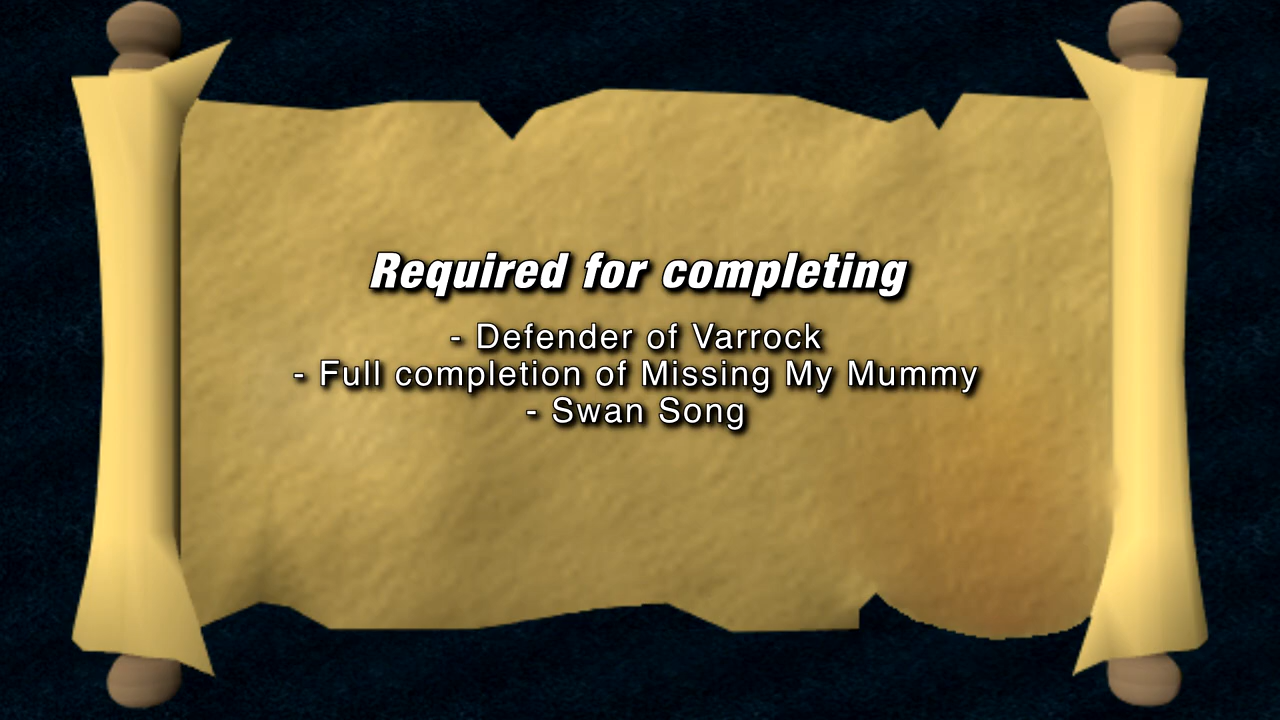 Required for completing
- Defender of Varrock
- Full completion of Missing My Mummy
- Swan Song